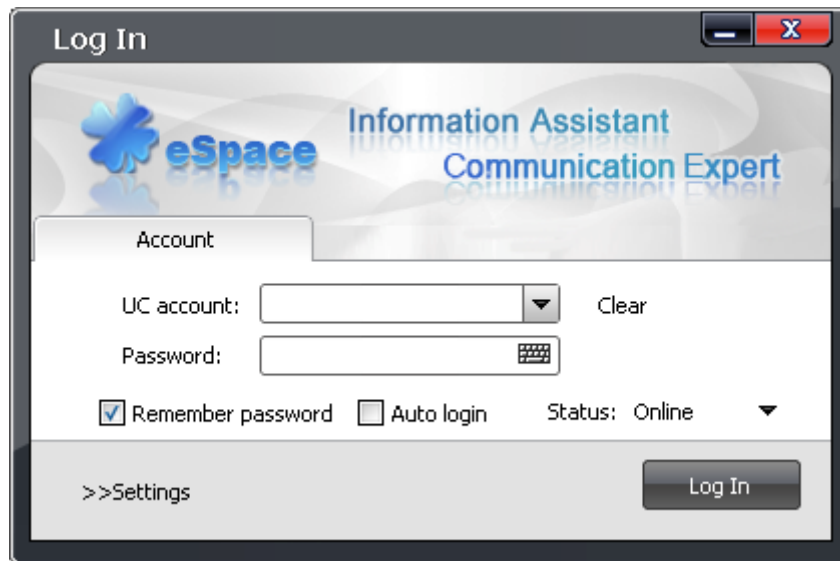 Log In
eSpace
Information Assistant
Communication Expert
Account
UC account:
Clear
Password:
Remember password
Auto login
Status: Online
>>Settings
Log In